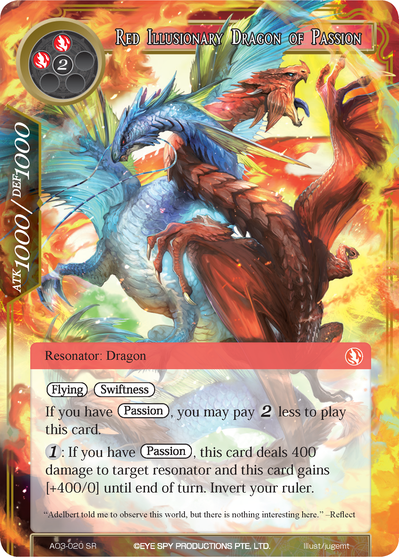 Red Illusionary Dragon of Passion
2
ATK 1000 / DEF 1000
Resonator: Dragon
Flying Swiftness
If you have Passion, you may pay 2 less to play
this card.
1: If you have Passion, this card deals 400
damage to target resonator and this card gains
[+400/0] until end of turn. Invert your ruler.
“Adelbert told me to observe this world, but there is nothing interesting here.” –Reflect
A03-020 SR ©EYE SPY PRODUCTIONS PTE. LTD. Illust/jugemt